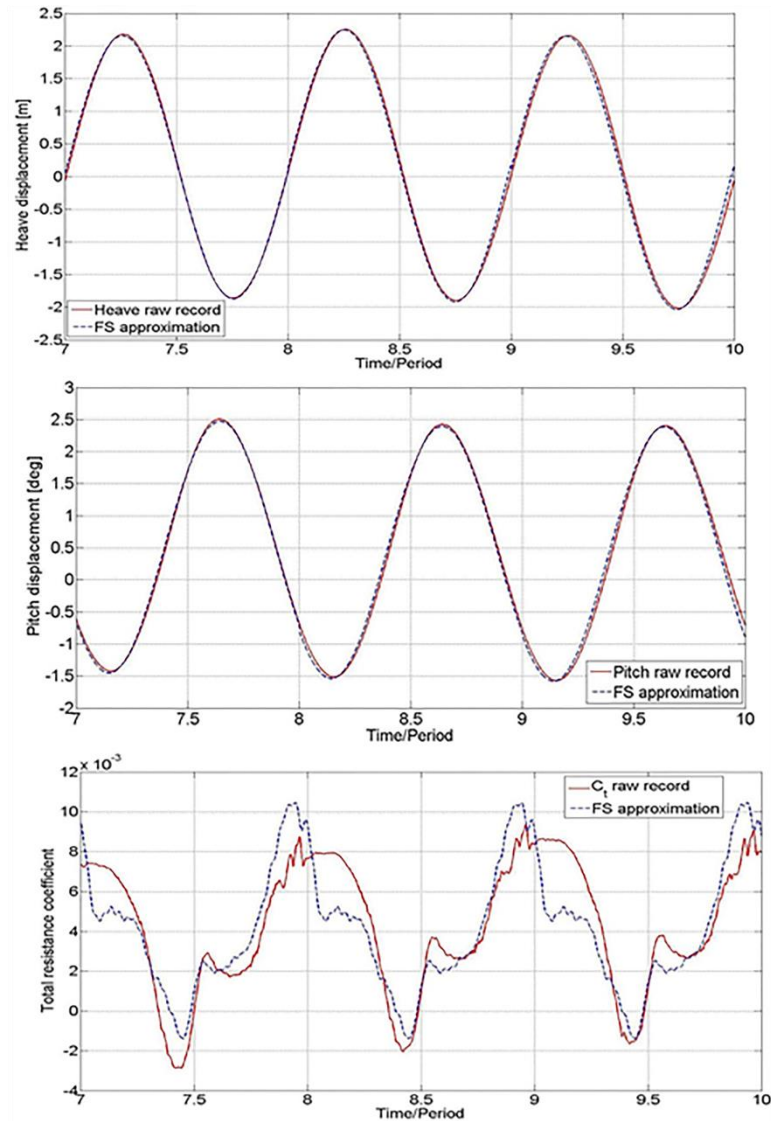 2.5
2
1.5
1
0.5
0
-0.5
-1
-1.5
-2
-2.5
Heave displacement [m]
Heave raw record
FS approximation
7 7.5 8 8.5 9 9.5 10
Time/Period
3
2.5
2
1.5
1
0.5
0
-0.5
-1
-1.5
-2
Pitch displacement [deg]
Pitch raw record
FS approximation
7 7.5 8 8.5 9 9.5 10
Time/Period
12 × 10⁻³
10
8
6
4
2
0
-2
-4
Total resistance coefficient
Cₜ raw record
FS approximation
7 7.5 8 8.5 9 9.5 10
Time/Period